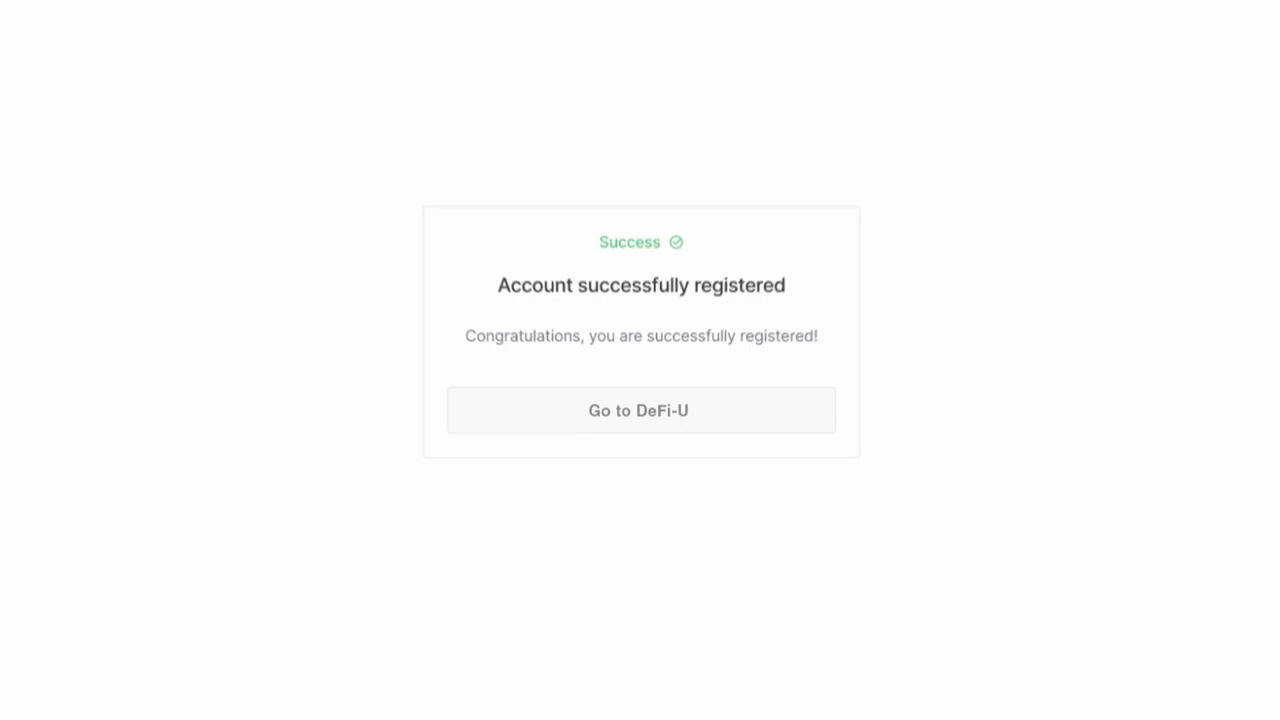 Success
Account successfully registered
Congratulations, you are successfully registered!
Go to DeFi-U